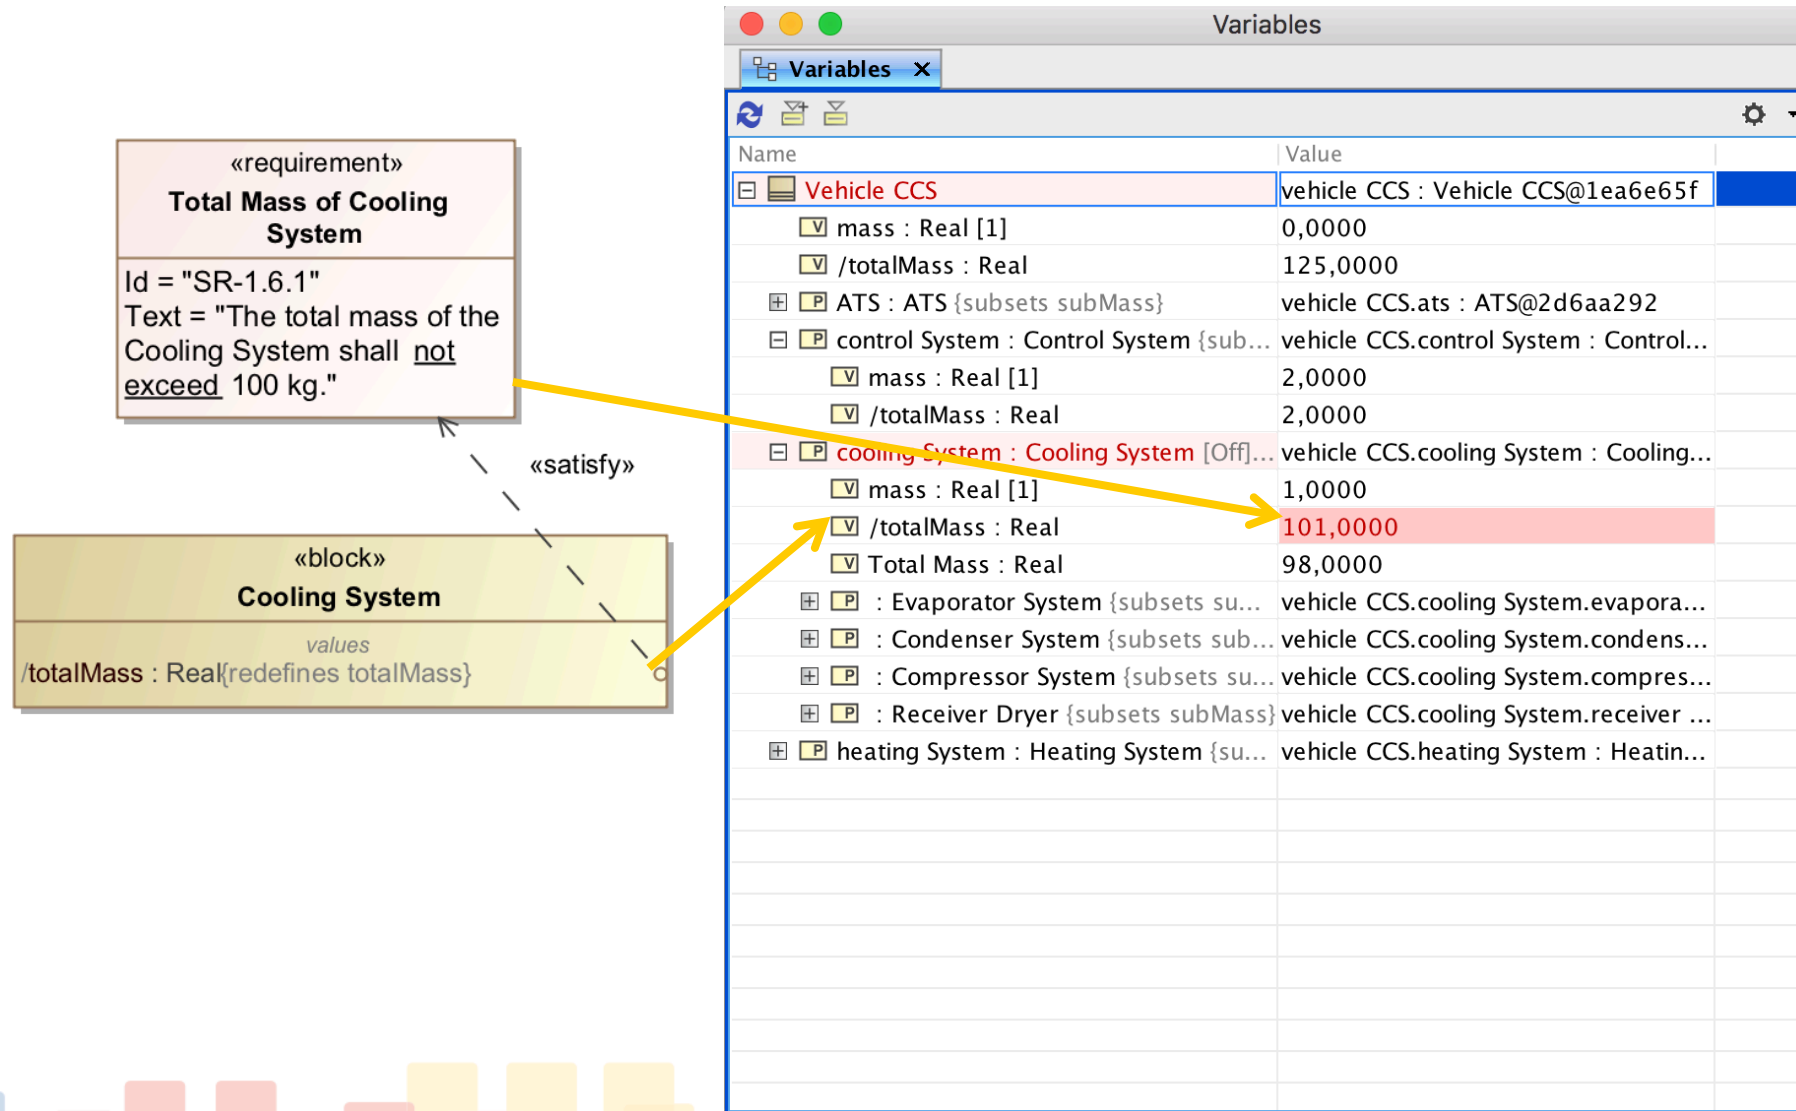 «requirement»
Total Mass of Cooling
System
Id = "SR-1.6.1"
Text = "The total mass of the
Cooling System shall not
exceed 100 kg."
«satisfy»
«block»
Cooling System
values
/totalMass : Real{redefines totalMass}
Variables
Variables
Name Value
Vehicle CCS vehicle CCS : Vehicle CCS@1ea6e65f
V mass : Real [1] 0,0000
V /totalMass : Real 125,0000
P ATS : ATS {subsets subMass} vehicle CCS.ats : ATS@2d6aa292
P control System : Control System {sub... vehicle CCS.control System : Control...
V mass : Real [1] 2,0000
V /totalMass : Real 2,0000
P cooling System : Cooling System [Off]... vehicle CCS.cooling System : Cooling...
V mass : Real [1] 1,0000
V /totalMass : Real 101,0000
V Total Mass : Real 98,0000
P : Evaporator System {subsets su... vehicle CCS.cooling System.evapora...
P : Condenser System {subsets sub... vehicle CCS.cooling System.condens...
P : Compressor System {subsets su... vehicle CCS.cooling System.compres...
P : Receiver Dryer {subsets subMass} vehicle CCS.cooling System.receiver ...
P heating System : Heating System {su... vehicle CCS.heating System : Heatin...